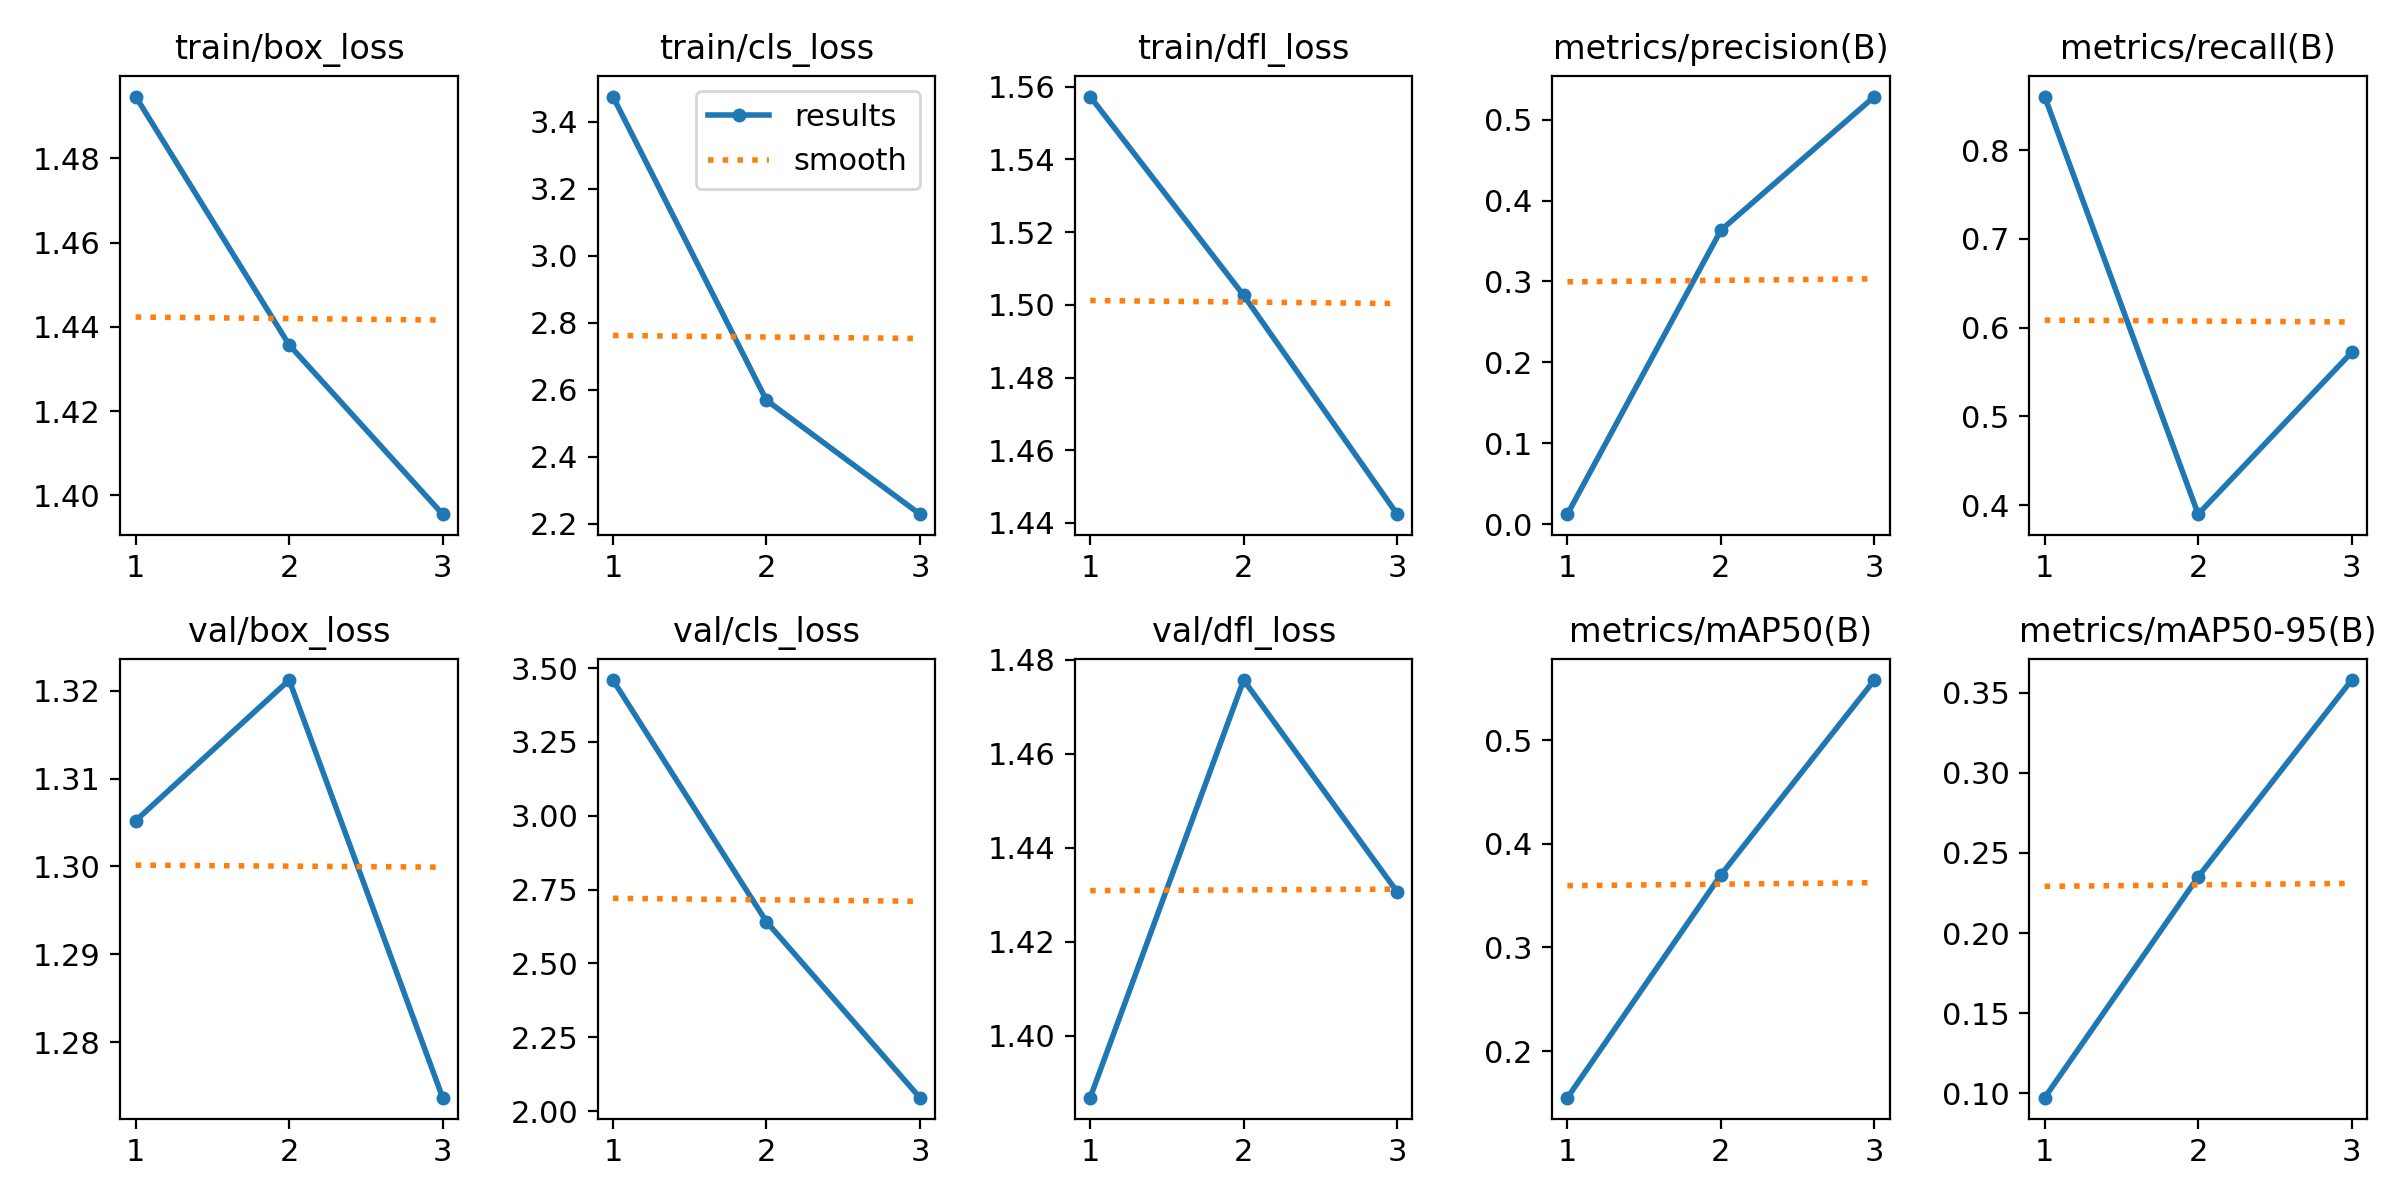 train/box_loss
1.48
1.46
1.44
1.42
1.40
1 2 3
train/cls_loss
results
smooth
3.4
3.2
3.0
2.8
2.6
2.4
2.2
1 2 3
train/dfl_loss
1.56
1.54
1.52
1.50
1.48
1.46
1.44
1 2 3
metrics/precision(B)
0.5
0.4
0.3
0.2
0.1
0.0
1 2 3
metrics/recall(B)
0.8
0.7
0.6
0.5
0.4
1 2 3
val/box_loss
1.32
1.31
1.30
1.29
1.28
1 2 3
val/cls_loss
3.50
3.25
3.00
2.75
2.50
2.25
2.00
1 2 3
val/dfl_loss
1.48
1.46
1.44
1.42
1.40
1 2 3
metrics/mAP50(B)
0.5
0.4
0.3
0.2
1 2 3
metrics/mAP50-95(B)
0.35
0.30
0.25
0.20
0.15
0.10
1 2 3